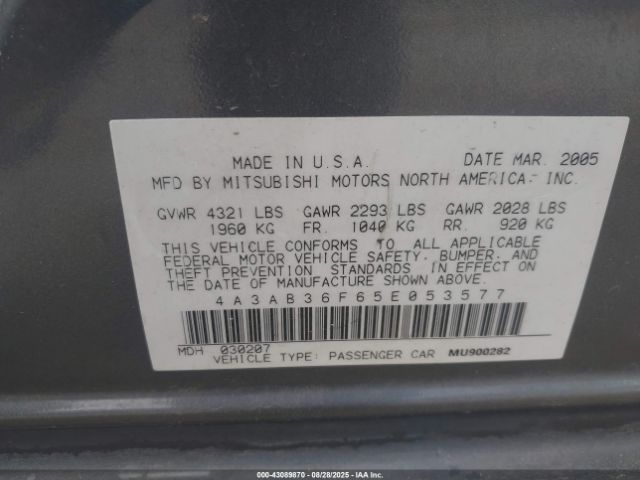 MADE IN U.S.A. DATE MAR. 2005
MFD BY MITSUBISHI MOTORS NORTH AMERICA, INC.
GVWR 4321 LBS GAWR 2293 LBS GAWR 2028 LBS
1960 KG FR. 1040 KG RR. 920 KG
THIS VEHICLE CONFORMS TO ALL APPLICABLE
FEDERAL MOTOR VEHICLE SAFETY, BUMPER, AND
THEFT PREVENTION STANDARDS IN EFFECT ON
THE DATE OF MANUFACTURE SHOWN ABOVE.
4A3AB36F65E053577
MDH 030207
VEHICLE TYPE: PASSENGER CAR MU900282
000-43089870 | 08/28/2025 | IAA Inc.